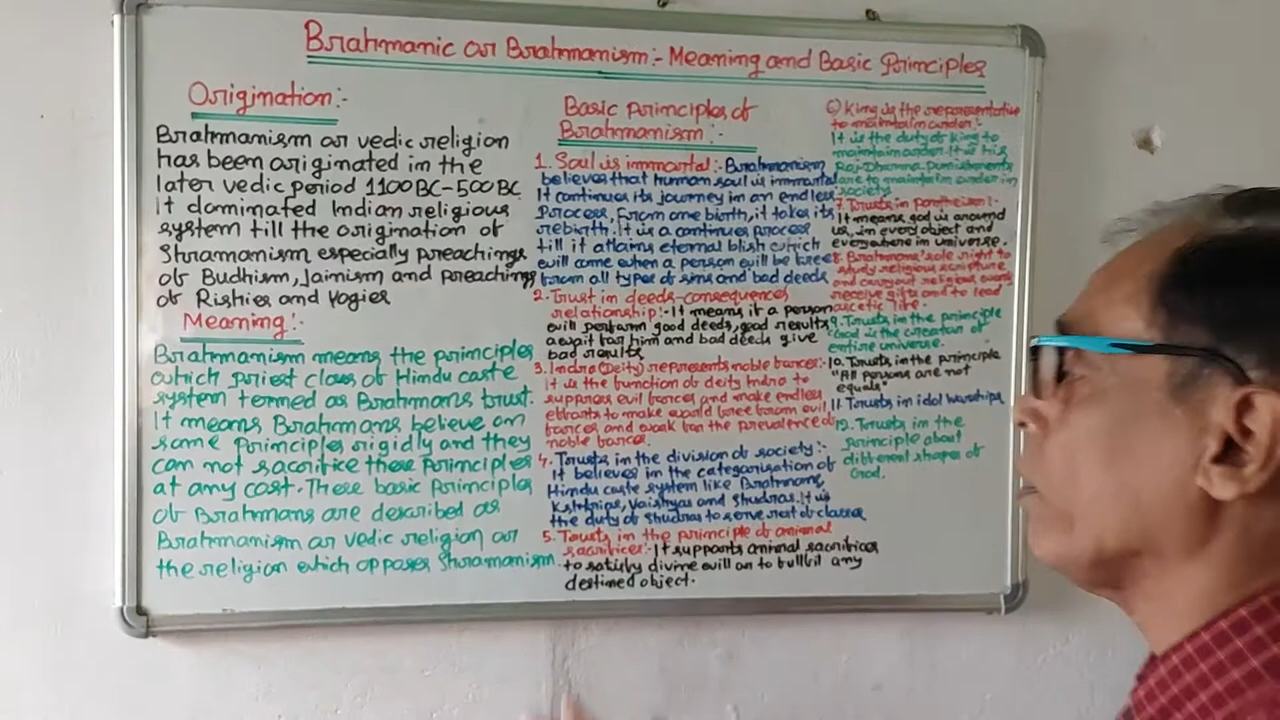 Brahmanic or Brahmanism:- Meaning and Basic Principles
Origination:-
Brahmanism or vedic religion
has been originated in the
later vedic period 1100 BC-500 BC
It dominated Indian religious
system till the origination of
Shramanism especially preachings
of Budhism, Jainism and preachings
of Rishies and Yogies
Meaning:-
Brahmanism means the principles
which priest class of Hindu caste
system termed as Brahmans trust.
It means Brahmans believe on
some Principles rigidly and they
can not sacrifice these Principles
at any cost. These basic principles
of Brahmans are described as
Brahmanism or vedic religion or
the religion which opposes Shramanism.
Basic principles of
Brahmanism:-
1. Soul is immortal:- Brahmanism
believes that human soul is immortal
It continues its journey in an endless
Process, From one birth, it takes its
rebirth. It is a continues process
till it attains eternal blish which
will come when a person will be free
from all types of sins and bad deeds
2. Trust in deeds-consequences
relationship:- It means if a person
will perform good deeds, good results
await for him and bad deeds give
bad results
3. Indra (Deity) represents noble forces:-
It is the function of deity Indra to
suppress evil forces and make endless
efforts to make world free from evil
forces and work for the prevalence of
noble forces.
4. Trusts in the division of society:-
It believes in the categorisation of
Hindu caste system like Brahmans,
Kshtriya, Vaishyas and Shudras. It is
the duty of Shudras to serve rest of classes
5. Trusts in the principle of animal
sacrifices:- It supports animal sacrifices
to satisfy divine will or to fullfil any
destined object.
6) King is the representative
to maintain order:-
It is the duty of King to
maintain order. It is his
Raj-Dharma. Punishments
are to maintain order in
society.
7. Trusts in pantheism:-
It means god is around
us, in every object and
everywhere in universe.
8. Brahmans' sole right to
study religious scripture
and carryout religious
receive gifts and to lead
ascetic life.
9. Trusts in the principle
"God is the creator of
entire universe.
10. Trusts in the principle
"All persons are not
equals"
11. Trusts in idol worships
12. Trusts in the
principle about
different shapes of
God.